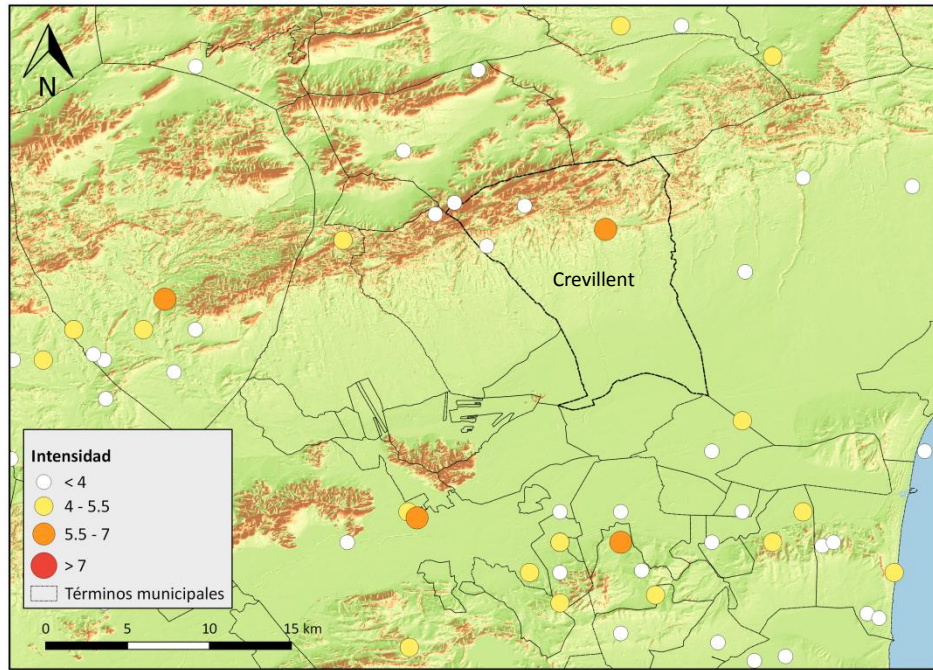 N
Crevillent
Intensidad
< 4
4 - 5.5
5.5 - 7
> 7
Términos municipales
0 5 10 15 km